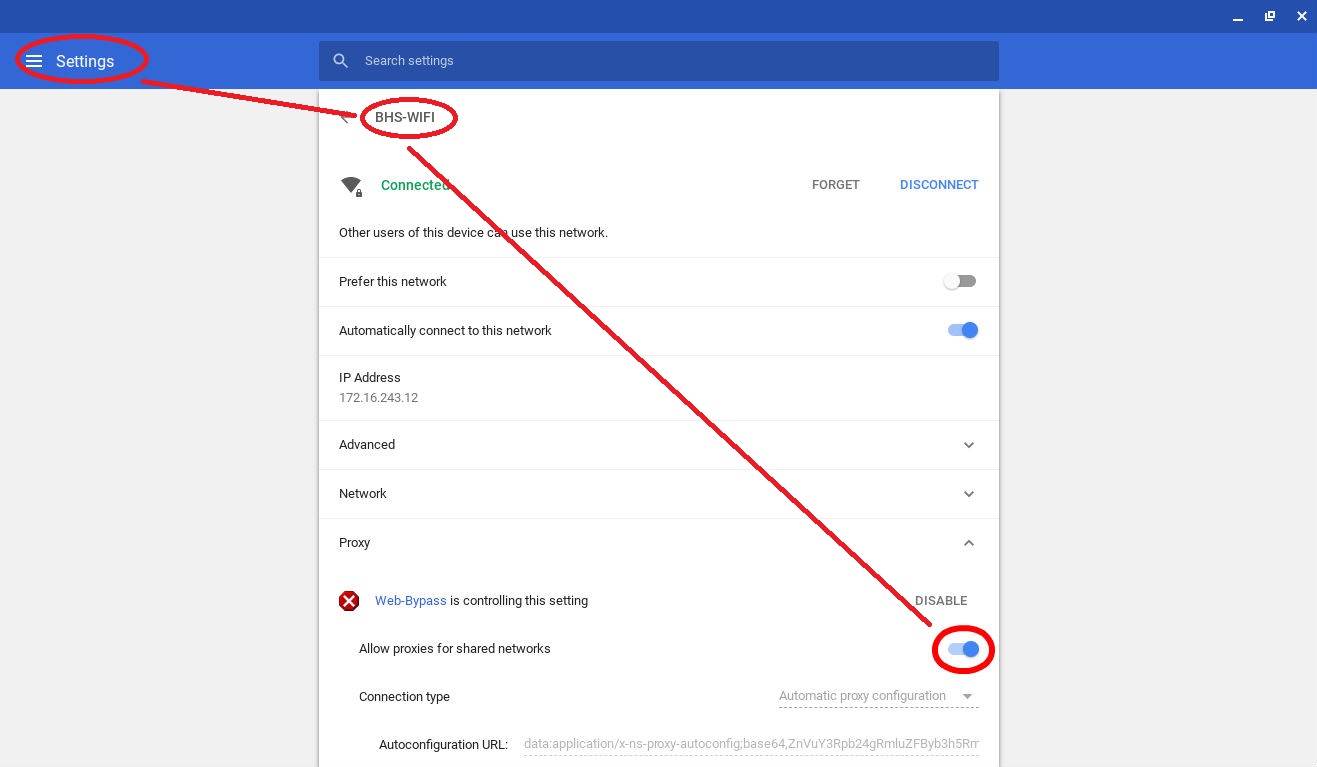 Settings
Search settings
BHS-WIFI
Connected
FORGET
DISCONNECT
Other users of this device can use this network.
Prefer this network
Automatically connect to this network
IP Address
172.16.243.12
Advanced
Network
Proxy
Web-Bypass is controlling this setting
DISABLE
Allow proxies for shared networks
Connection type
Automatic proxy configuration
Autoconfiguration URL:
data:application/x-ns-proxy-autoconfig;base64,ZnVuY3Rpb24gRmluZFByb3h5Rm